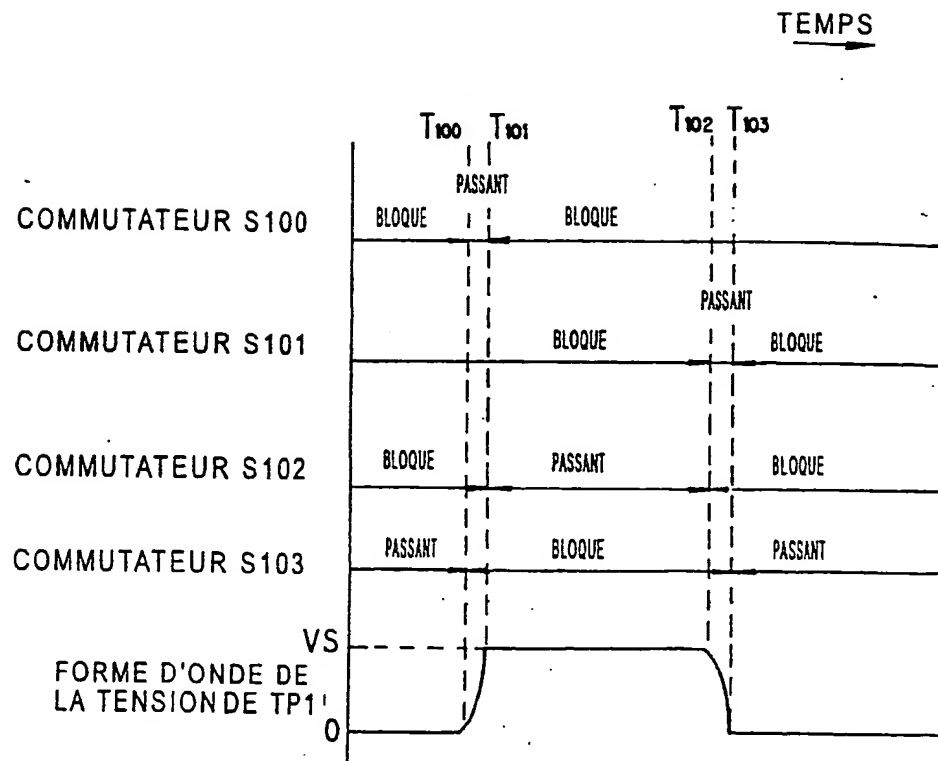 TEMPS
T100 T101 T102 T103
PASSANT
COMMUTATEUR S100 BLOQUE BLOQUE
PASSANT
COMMUTATEUR S101 BLOQUE BLOQUE
COMMUTATEUR S102 BLOQUE PASSANT BLOQUE
COMMUTATEUR S103 PASSANT BLOQUE PASSANT
VS
FORME D'ONDE DE
LA TENSION DE TP1'
0